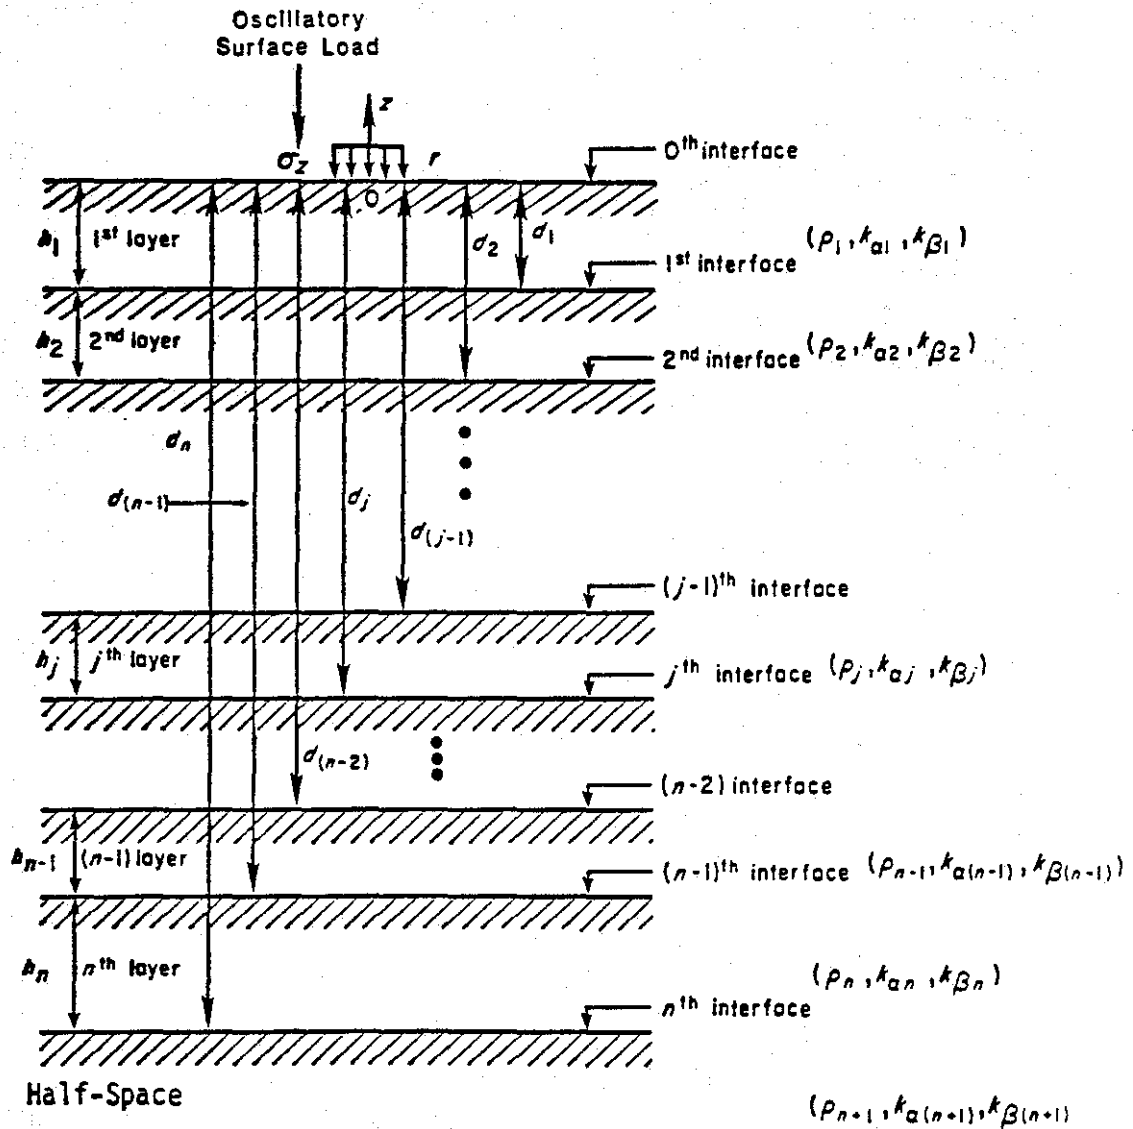 Oscillatory
Surface Load
z
σz r
0th interface
0
h1 1st layer d2 d1 (ρ1, kα1, kβ1)
1st interface
h2 2nd layer (ρ2, kα2, kβ2)
2nd interface
dn
d(n-1) dj
d(j-1)
(j-1)th interface
hj jth layer
jth interface (ρj, kαj, kβj)
d(n-2)
(n-2) interface
hn-1 (n-1) layer
(n-1)th interface (ρn-1, kα(n-1), kβ(n-1))
hn nth layer
(ρn, kαn, kβn)
nth interface
Half-Space
(ρn+1, kα(n+1), kβ(n+1)